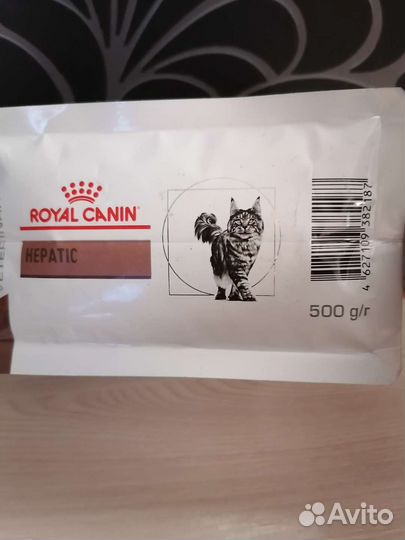 ROYAL CANIN
HEPATIC
4 627109 382187
500 g/г
Avito